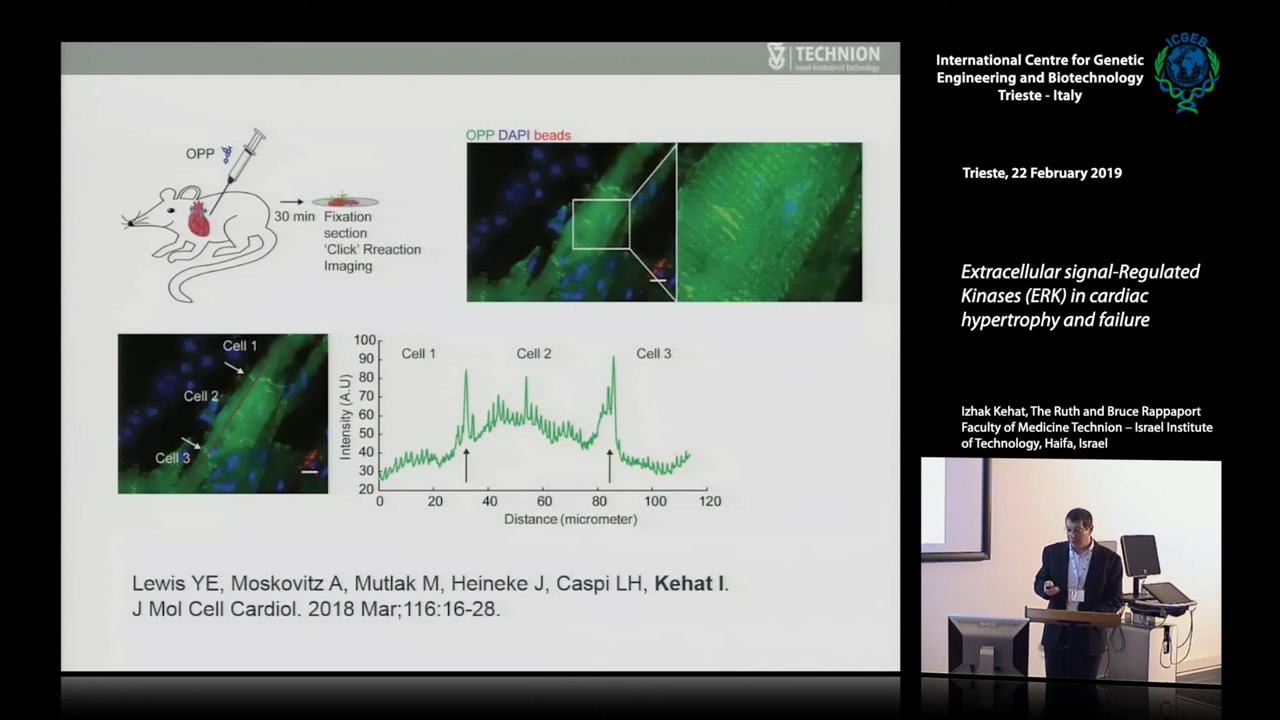 TECHNION
Israel Institute of Technology
OPP
30 min
Fixation
section
'Click' Rreaction
Imaging
OPP DAPI beads
Cell 1
Cell 2
Cell 3
Intensity (A.U)
100
90
80
70
60
50
40
30
20
Cell 1 Cell 2 Cell 3
0 20 40 60 80 100 120
Distance (micrometer)
Lewis YE, Moskovitz A, Mutlak M, Heineke J, Caspi LH, Kehat I.
J Mol Cell Cardiol. 2018 Mar;116:16-28.
International Centre for Genetic
Engineering and Biotechnology
Trieste - Italy
ICGEB
Trieste, 22 February 2019
Extracellular signal-Regulated
Kinases (ERK) in cardiac
hypertrophy and failure
Izhak Kehat, The Ruth and Bruce Rappaport
Faculty of Medicine Technion – Israel Institute
of Technology, Haifa, Israel